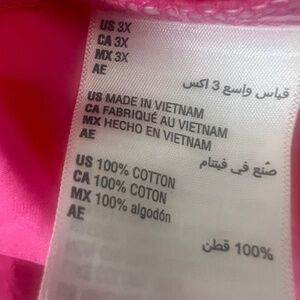 US 3X
CA 3X
MX 3X
AE
قياس واسع 3 اكس
US MADE IN VIETNAM
CA FABRIQUÉ AU VIETNAM
MX HECHO EN VIETNAM
AE
صنع في فيتنام
US 100% COTTON
CA 100% COTON
MX 100% algodón
AE
100% قطن